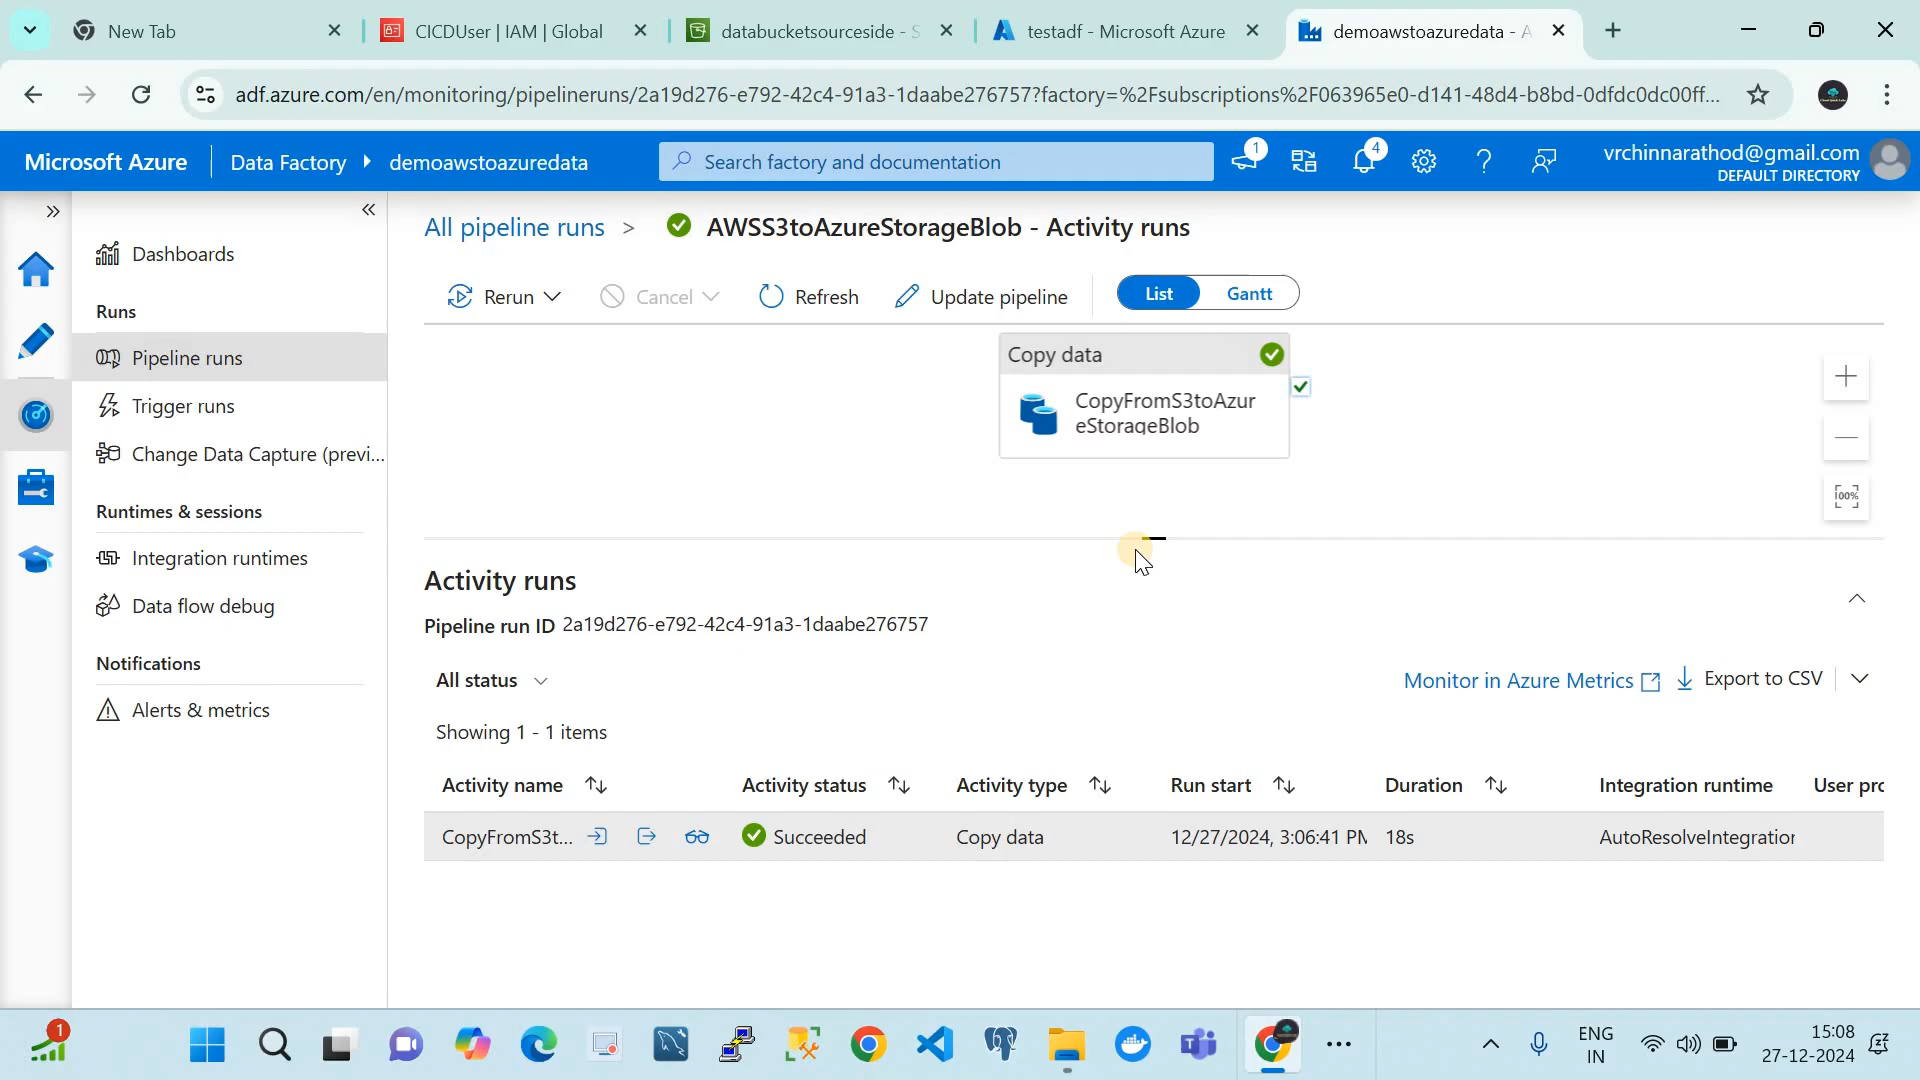 New Tab
CICDUser | IAM | Global
databucketsourceside - S
testadf - Microsoft Azure
demoawstoazuredata - A
adf.azure.com/en/monitoring/pipelineruns/2a19d276-e792-42c4-91a3-1daabe276757?factory=%2Fsubscriptions%2F063965e0-d141-48d4-b8bd-0dfdc0dc00ff...
Microsoft Azure
Data Factory
demoawstoazuredata
Search factory and documentation
1
4
vrchinnarathod@gmail.com
DEFAULT DIRECTORY
All pipeline runs > AWSS3toAzureStorageBlob - Activity runs
Dashboards
Runs
Pipeline runs
Trigger runs
Change Data Capture (previ...
Runtimes & sessions
Integration runtimes
Data flow debug
Notifications
Alerts & metrics
Rerun
Cancel
Refresh
Update pipeline
List
Gantt
Copy data
CopyFromS3toAzur
eStorageBlob
100%
Activity runs
Pipeline run ID 2a19d276-e792-42c4-91a3-1daabe276757
All status
Monitor in Azure Metrics
Export to CSV
Showing 1 - 1 items
Activity name
Activity status
Activity type
Run start
Duration
Integration runtime
User pro
CopyFromS3t...
Succeeded
Copy data
12/27/2024, 3:06:41 PM
18s
AutoResolveIntegration
1
ENG
IN
15:08
27-12-2024